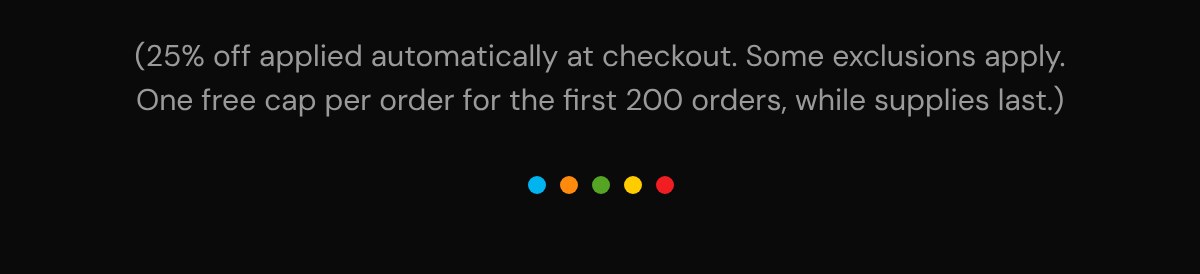 (25% off applied automatically at checkout. Some exclusions apply.
One free cap per order for the first 200 orders, while supplies last.)